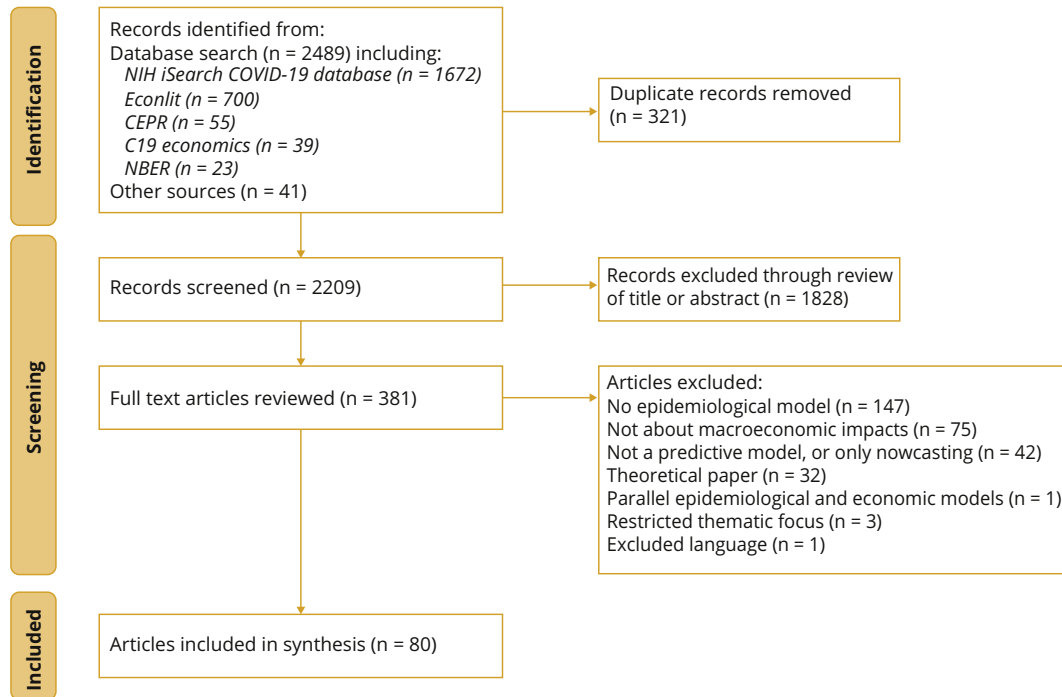 Identification
Records identified from:
Database search (n = 2489) including:
NIH iSearch COVID-19 database (n = 1672)
Econlit (n = 700)
CEPR (n = 55)
C19 economics (n = 39)
NBER (n = 23)
Other sources (n = 41)
Duplicate records removed
(n = 321)
Screening
Records screened (n = 2209)
Records excluded through review
of title or abstract (n = 1828)
Full text articles reviewed (n = 381)
Articles excluded:
No epidemiological model (n = 147)
Not about macroeconomic impacts (n = 75)
Not a predictive model, or only nowcasting (n = 42)
Theoretical paper (n = 32)
Parallel epidemiological and economic models (n = 1)
Restricted thematic focus (n = 3)
Excluded language (n = 1)
Included
Articles included in synthesis (n = 80)